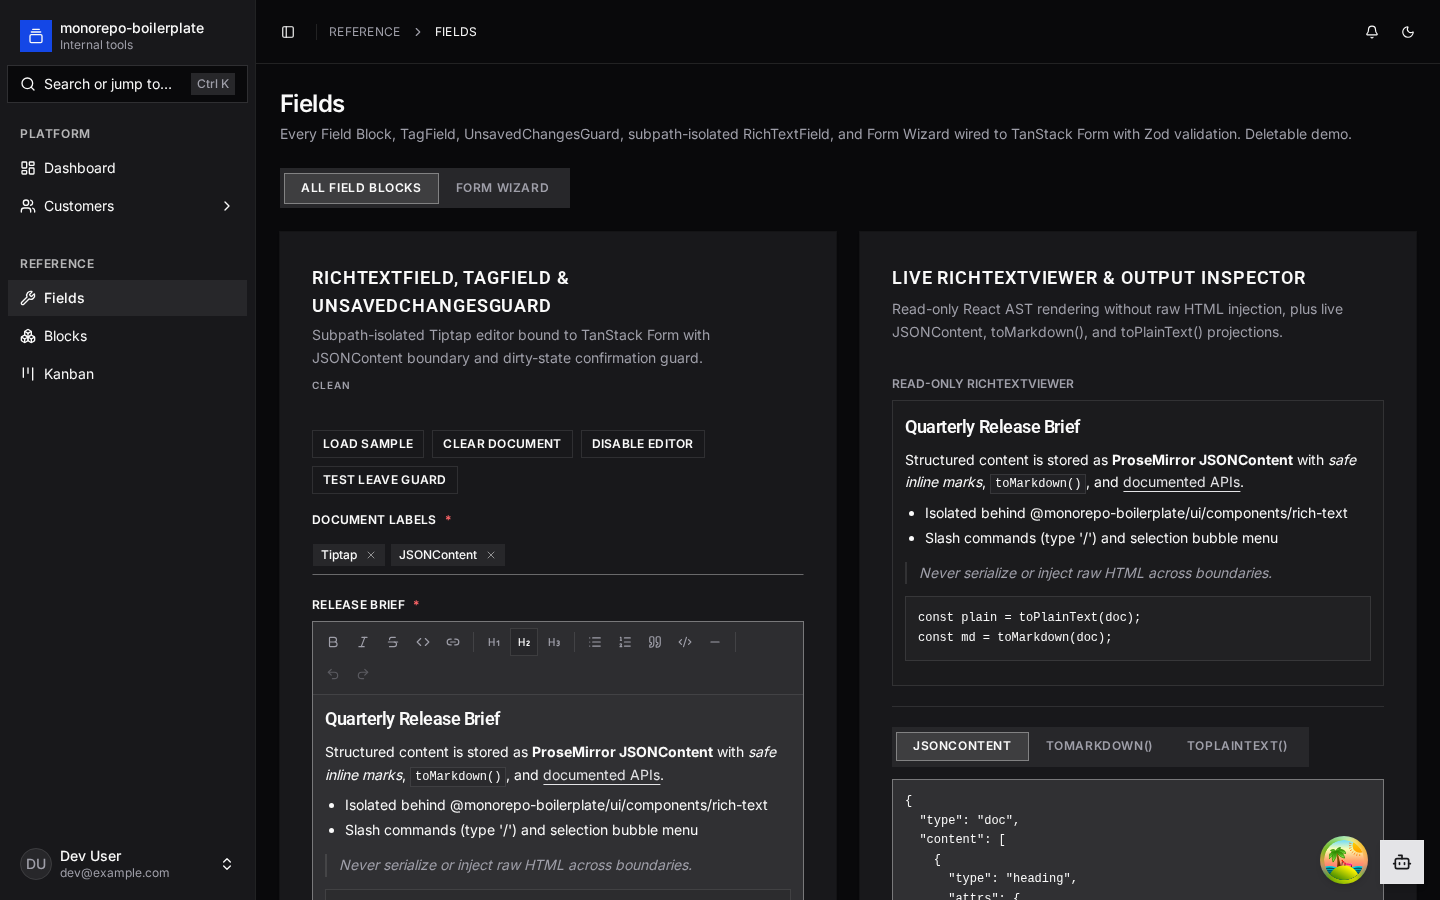 monorepo-boilerplate
Internal tools
Search or jump to...
Ctrl K
PLATFORM
Dashboard
Customers
REFERENCE
Fields
Blocks
Kanban
DU
Dev User
dev@example.com
REFERENCE
FIELDS
Fields
Every Field Block, TagField, UnsavedChangesGuard, subpath-isolated RichTextField, and Form Wizard wired to TanStack Form with Zod validation. Deletable demo.
ALL FIELD BLOCKS
FORM WIZARD
RICHTEXTFIELD, TAGFIELD &
UNSAVEDCHANGESGUARD
Subpath-isolated Tiptap editor bound to TanStack Form with
JSONContent boundary and dirty-state confirmation guard.
CLEAN
LOAD SAMPLE
CLEAR DOCUMENT
DISABLE EDITOR
TEST LEAVE GUARD
DOCUMENT LABELS *
Tiptap
JSONContent
RELEASE BRIEF *
H1
H2
H3
Quarterly Release Brief
Structured content is stored as ProseMirror JSONContent with safe
inline marks, toMarkdown(), and documented APIs.
Isolated behind @monorepo-boilerplate/ui/components/rich-text
Slash commands (type '/') and selection bubble menu
Never serialize or inject raw HTML across boundaries.
LIVE RICHTEXTVIEWER & OUTPUT INSPECTOR
Read-only React AST rendering without raw HTML injection, plus live
JSONContent, toMarkdown(), and toPlainText() projections.
READ-ONLY RICHTEXTVIEWER
Quarterly Release Brief
Structured content is stored as ProseMirror JSONContent with safe
inline marks, toMarkdown(), and documented APIs.
Isolated behind @monorepo-boilerplate/ui/components/rich-text
Slash commands (type '/') and selection bubble menu
Never serialize or inject raw HTML across boundaries.
const plain = toPlainText(doc);
const md = toMarkdown(doc);
JSONCONTENT
TOMARKDOWN()
TOPLAINTEXT()
{
"type": "doc",
"content": [
{
"type": "heading",
"attrs": {